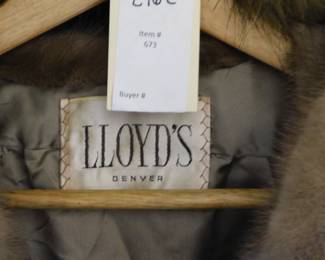 Item #
673
Buyer #
LLOYD'S
DENVER